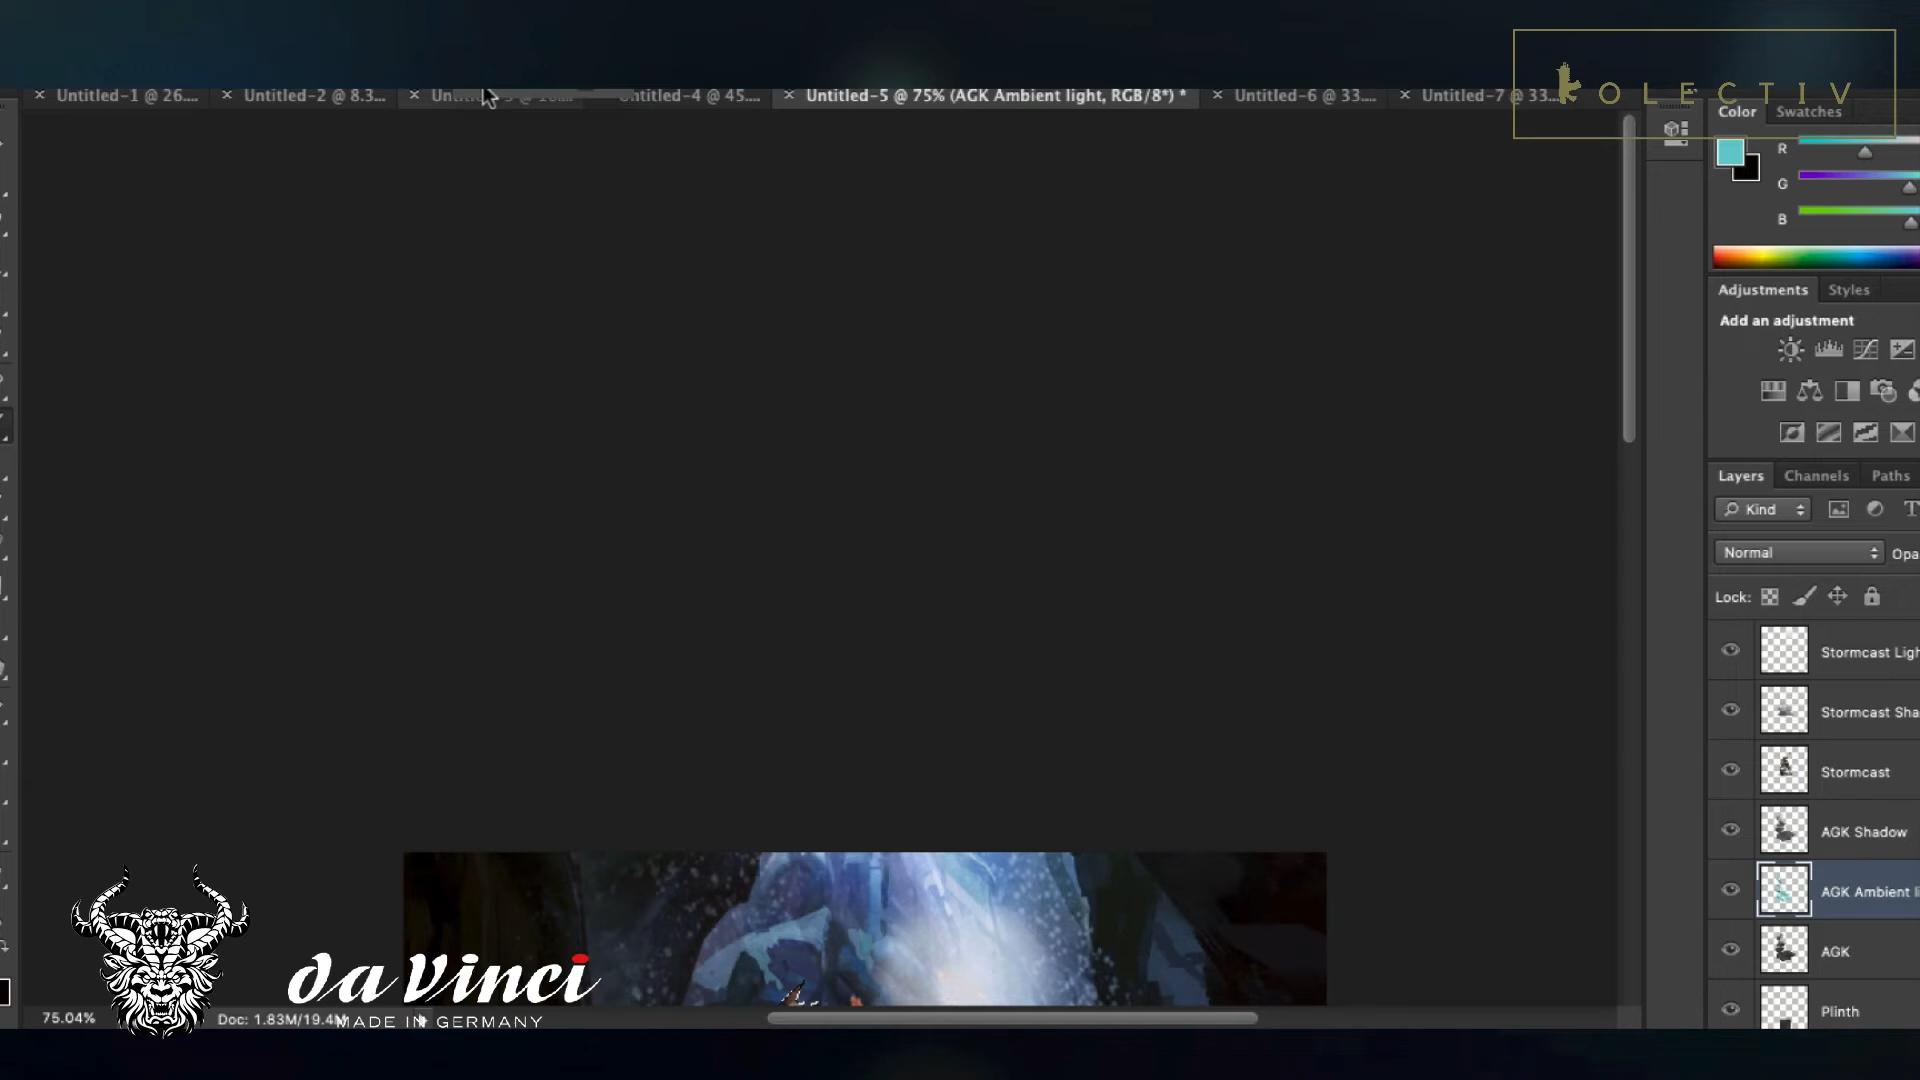 Untitled-1 @ 26....
Untitled-2 @ 8.3...
Untitled-4 @ 45....
Untitled-5 @ 75% (AGK Ambient light, RGB/8*) *
Untitled-6 @ 33....
Untitled-7 @ 33....
KOLECTIV
Color
Swatches
R
G
B
Adjustments
Styles
Add an adjustment
Layers
Channels
Paths
Kind
Normal
Opa
Lock:
Stormcast Ligh
Stormcast Sha
Stormcast
AGK Shadow
AGK Ambient li
AGK
Plinth
da Vinci
MADE IN GERMANY
75.04%
Doc: 1.83M/19.4M